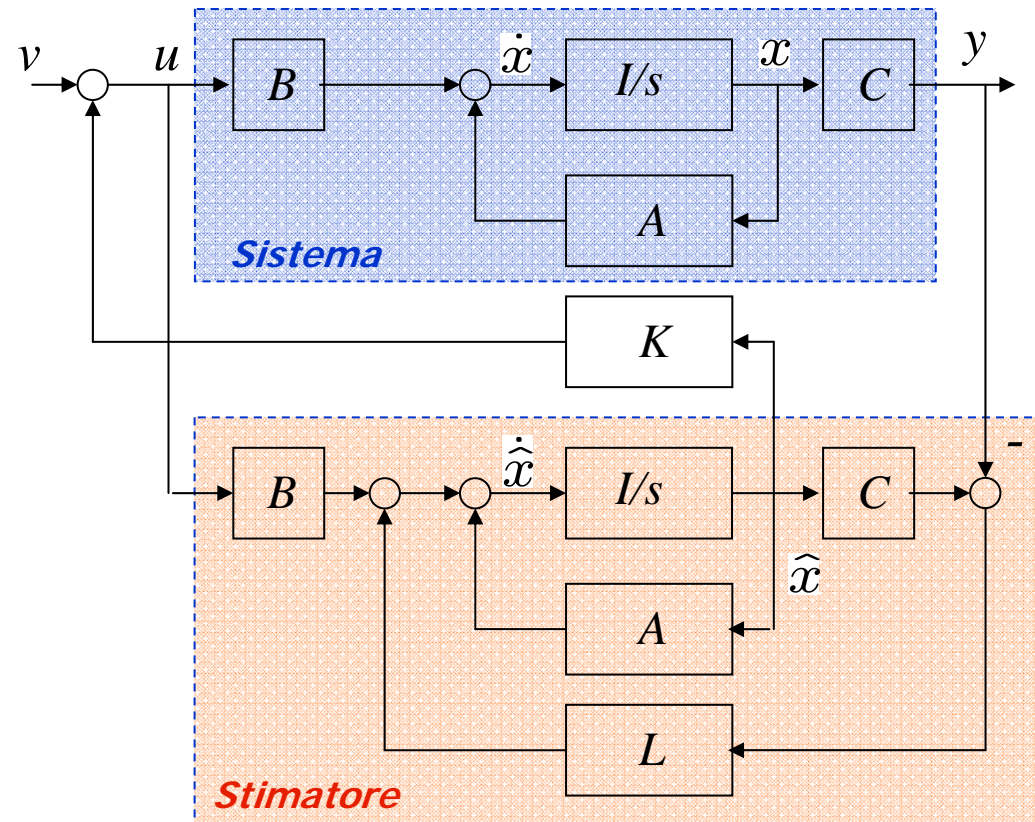 v u B ẋ I/s x C y
A
Sistema
K
-
B x̂̇ I/s C
x̂
A
L
Stimatore